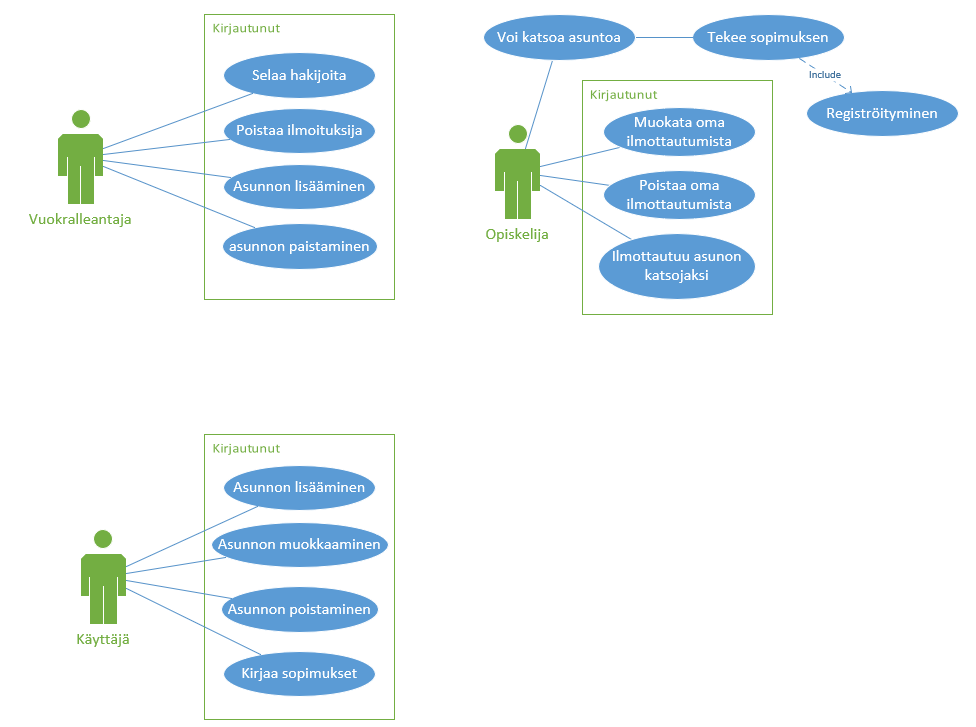 Kirjautunut
Selaa hakijoita
Poistaa ilmoituksija
Asunnon lisääminen
asunnon paistaminen
Vuokralleantaja
Voi katsoa asuntoa
Tekee sopimuksen
Include
Registröityminen
Kirjautunut
Muokata oma
ilmottautumista
Poistaa oma
ilmottautumista
Ilmottautuu asunon
katsojaksi
Opiskelija
Kirjautunut
Asunnon lisääminen
Asunnon muokkaaminen
Asunnon poistaminen
Kirjaa sopimukset
Käyttäjä